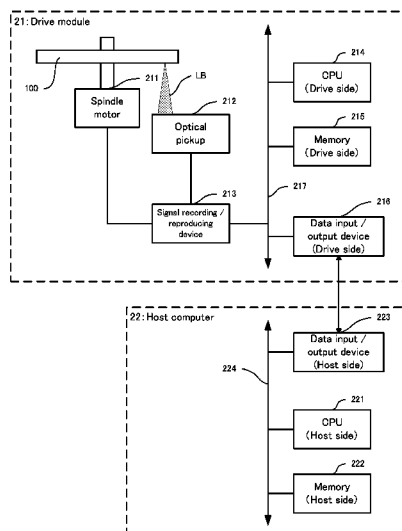 21: Drive module
100
211
Spindle
motor
LB
212
Optical
pickup
213
Signal recording /
reproducing
device
214
CPU
(Drive side)
215
Memory
(Drive side)
217
216
Data input /
output device
(Drive side)
22: Host computer
223
Data input /
output device
(Host side)
224
221
CPU
(Host side)
222
Memory
(Host side)